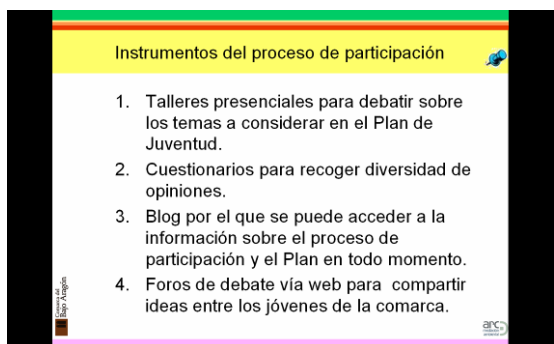 Instrumentos del proceso de participación
1. Talleres presenciales para debatir sobre
los temas a considerar en el Plan de
Juventud.
2. Cuestionarios para recoger diversidad de
opiniones.
3. Blog por el que se puede acceder a la
información sobre el proceso de
participación y el Plan en todo momento.
4. Foros de debate vía web para compartir
ideas entre los jóvenes de la comarca.
Comarca del
Bajo Aragón
arc